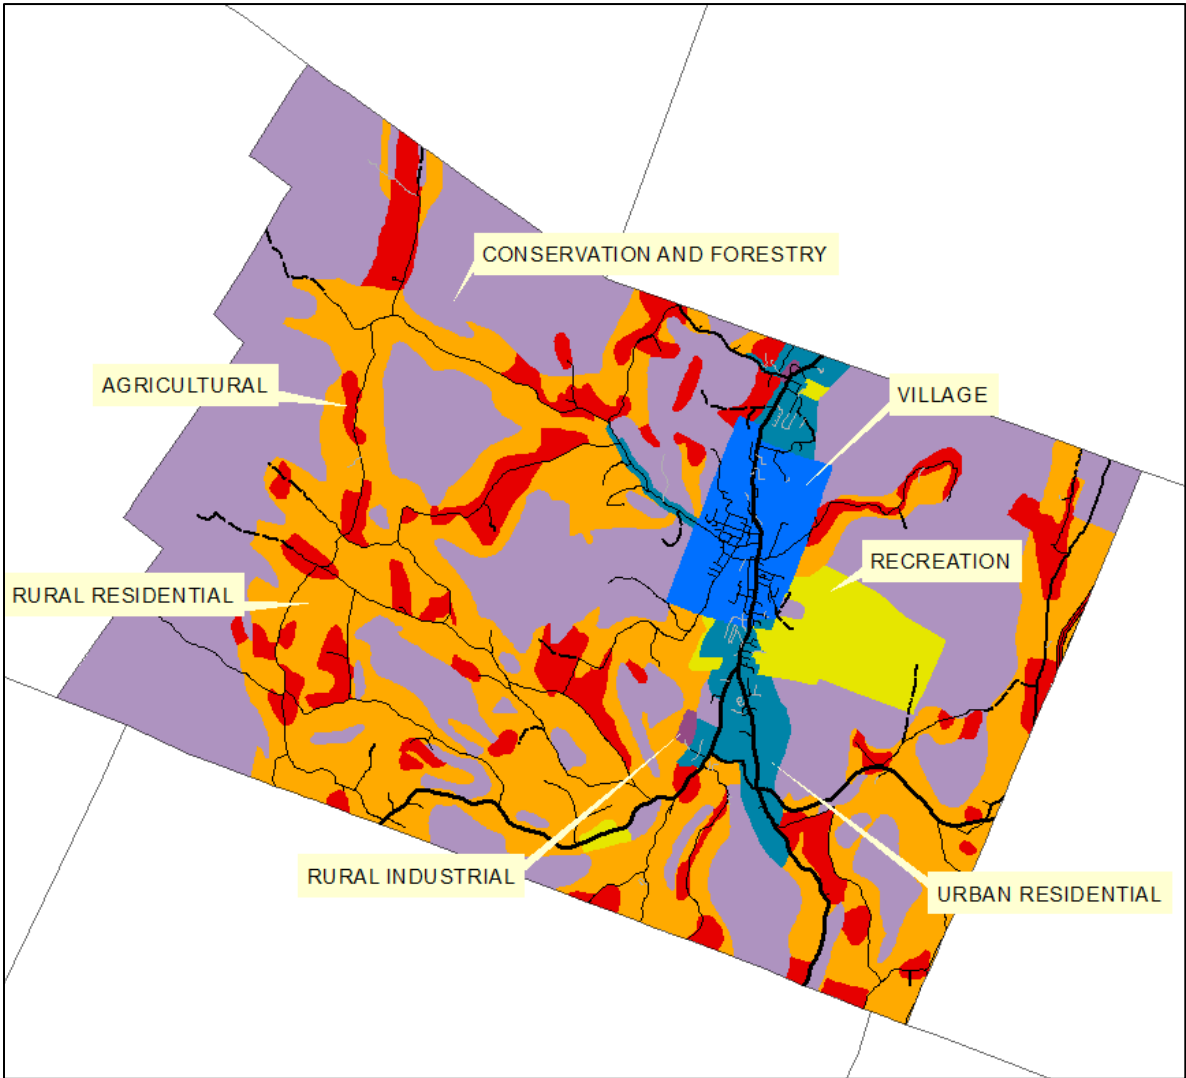 CONSERVATION AND FORESTRY
AGRICULTURAL
VILLAGE
RECREATION
RURAL RESIDENTIAL
RURAL INDUSTRIAL
URBAN RESIDENTIAL